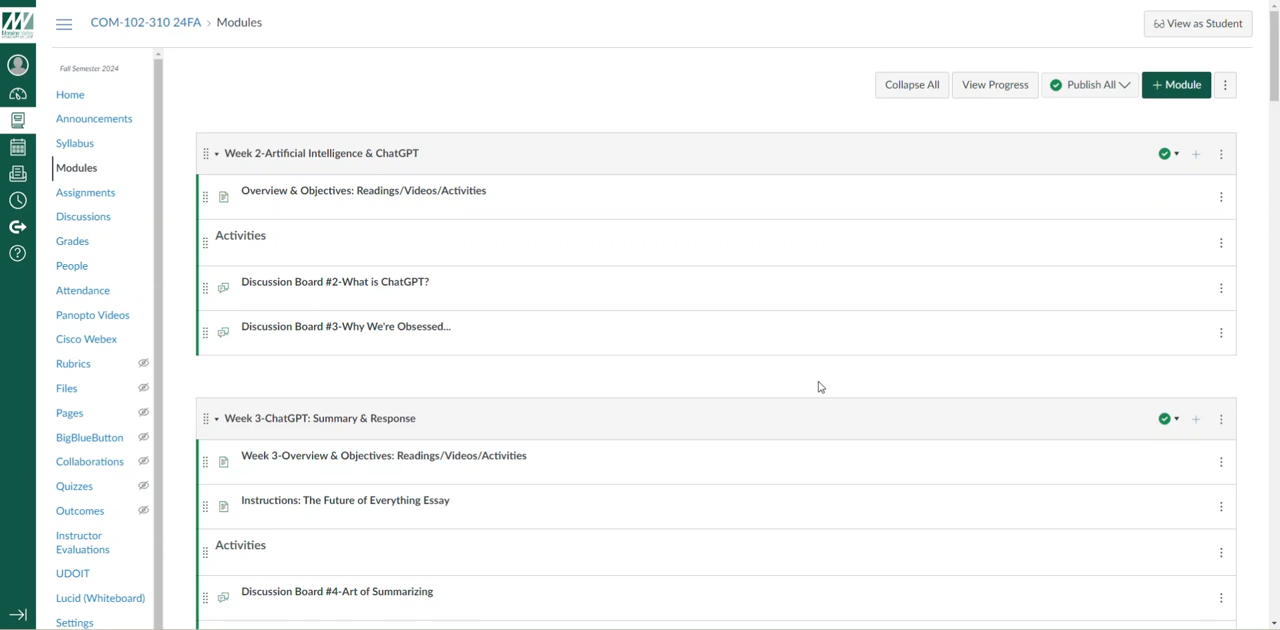 COM-102-310 24FA > Modules
View as Student
Fall Semester 2024
Home
Announcements
Syllabus
Modules
Assignments
Discussions
Grades
People
Attendance
Panopto Videos
Cisco Webex
Rubrics
Files
Pages
BigBlueButton
Collaborations
Quizzes
Outcomes
Instructor
Evaluations
UDOIT
Lucid (Whiteboard)
Settings
Collapse All
View Progress
Publish All
+ Module
Week 2-Artificial Intelligence & ChatGPT
Overview & Objectives: Readings/Videos/Activities
Activities
Discussion Board #2-What is ChatGPT?
Discussion Board #3-Why We're Obsessed...
Week 3-ChatGPT: Summary & Response
Week 3-Overview & Objectives: Readings/Videos/Activities
Instructions: The Future of Everything Essay
Activities
Discussion Board #4-Art of Summarizing